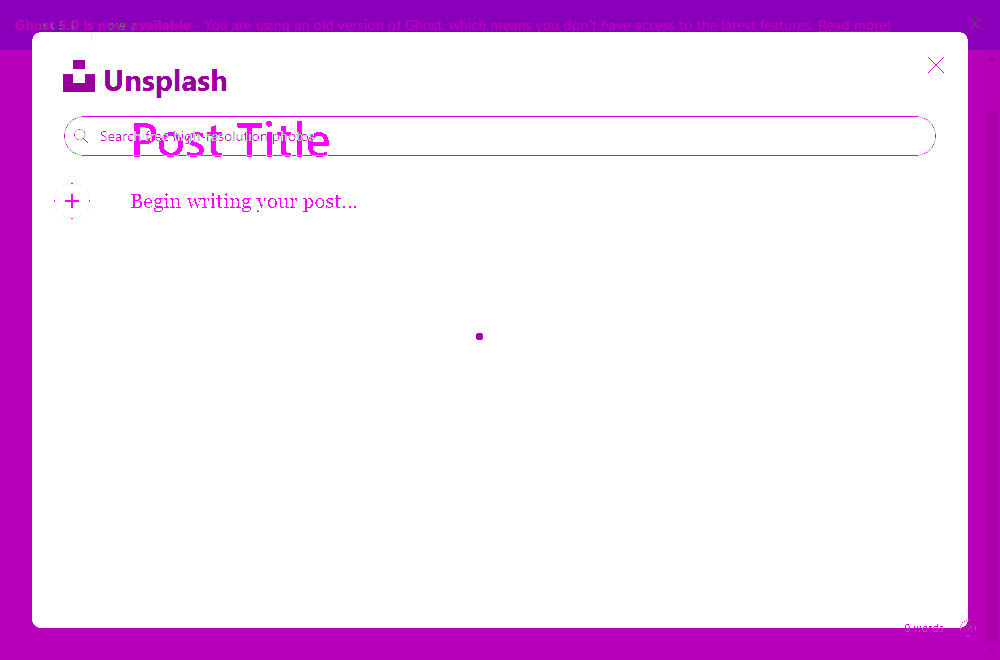 Ghost 5.0 is now available - You are using an old version of Ghost, which means you don't have access to the latest features. Read more!
Unsplash
Search free high-resolution photos
Post Title
Begin writing your post...
0 words